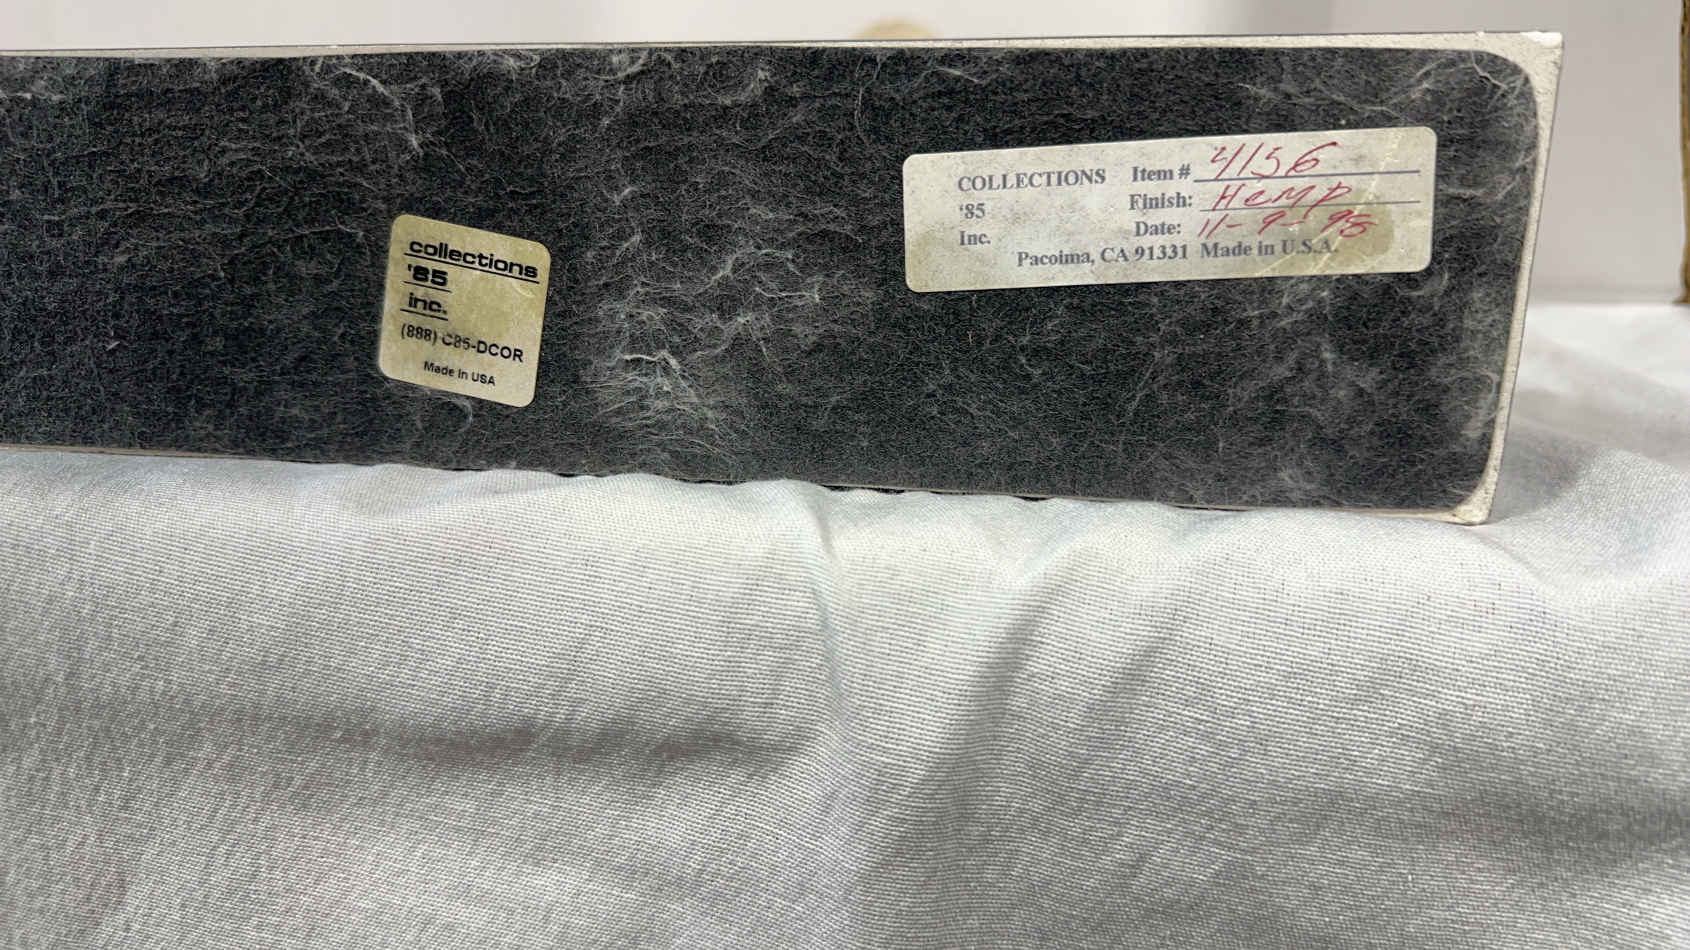 collections
'85
inc.
(888) C85-DCOR
Made in USA
COLLECTIONS
'85
Inc.
Item # 4156
Finish: Hemp
Date: 11-9-98
Pacoima, CA 91331 Made in U.S.A.